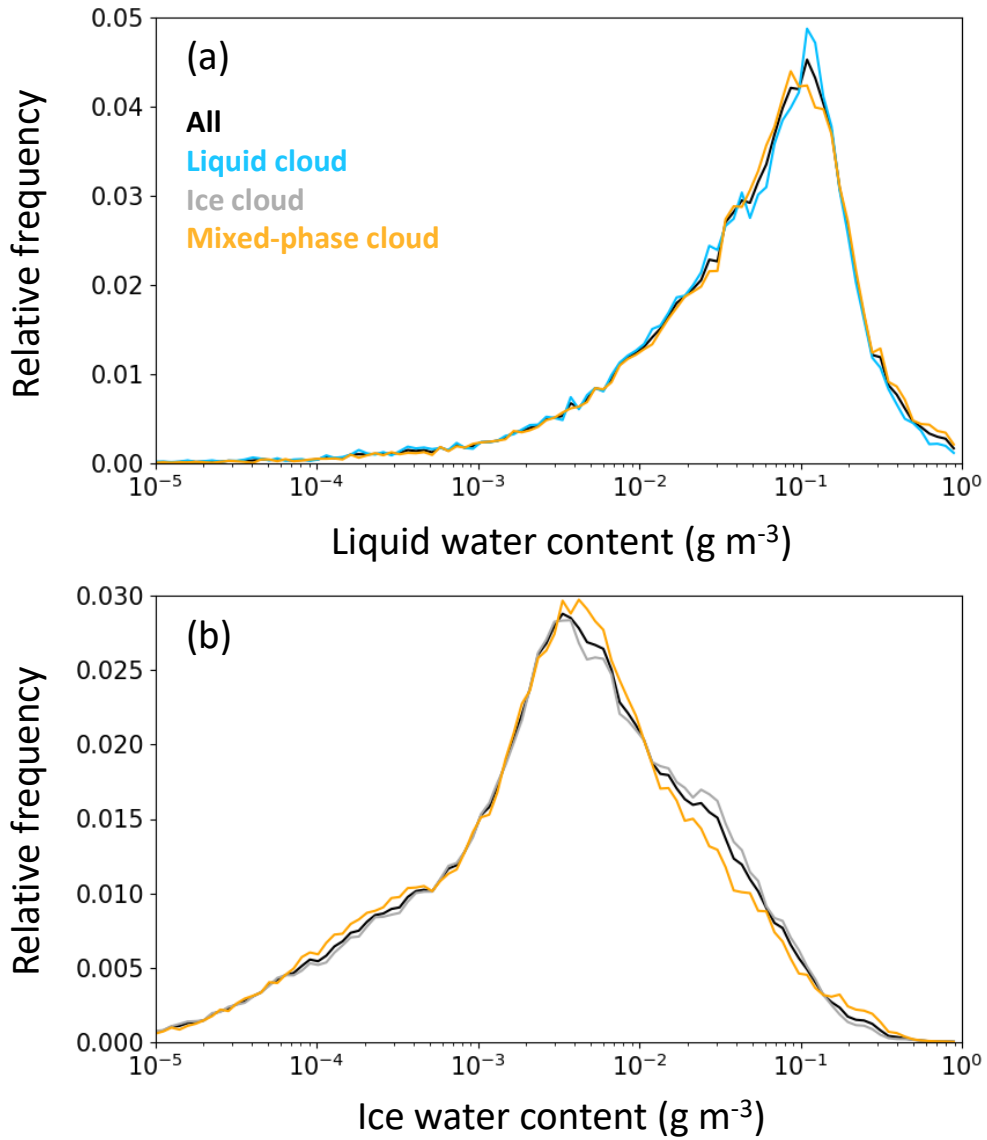 (a)
All
Liquid cloud
Ice cloud
Mixed-phase cloud
Relative frequency
0.05
0.04
0.03
0.02
0.01
0.00
10⁻⁵ 10⁻⁴ 10⁻³ 10⁻² 10⁻¹ 10⁰
Liquid water content (g m⁻³)
(b)
Relative frequency
0.030
0.025
0.020
0.015
0.010
0.005
0.000
10⁻⁵ 10⁻⁴ 10⁻³ 10⁻² 10⁻¹ 10⁰
Ice water content (g m⁻³)